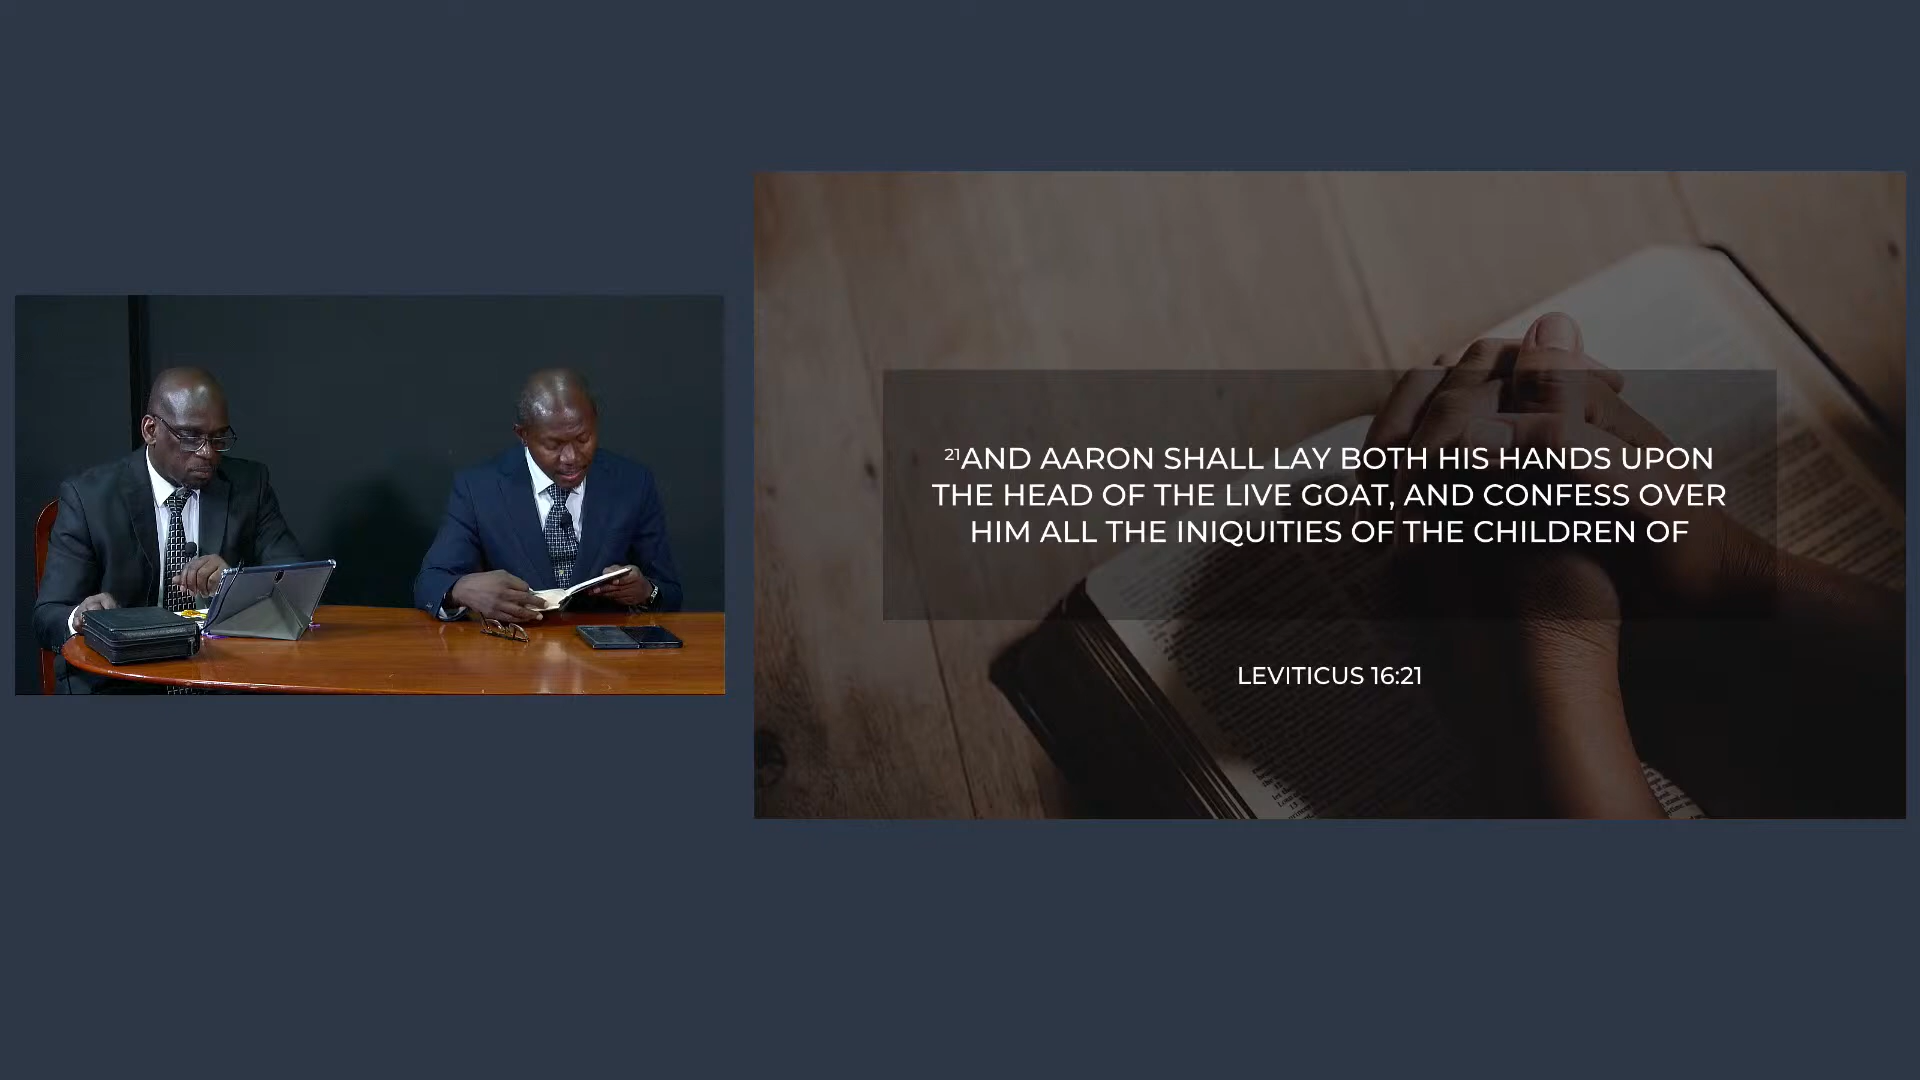 ²¹AND AARON SHALL LAY BOTH HIS HANDS UPON
THE HEAD OF THE LIVE GOAT, AND CONFESS OVER
HIM ALL THE INIQUITIES OF THE CHILDREN OF
LEVITICUS 16:21